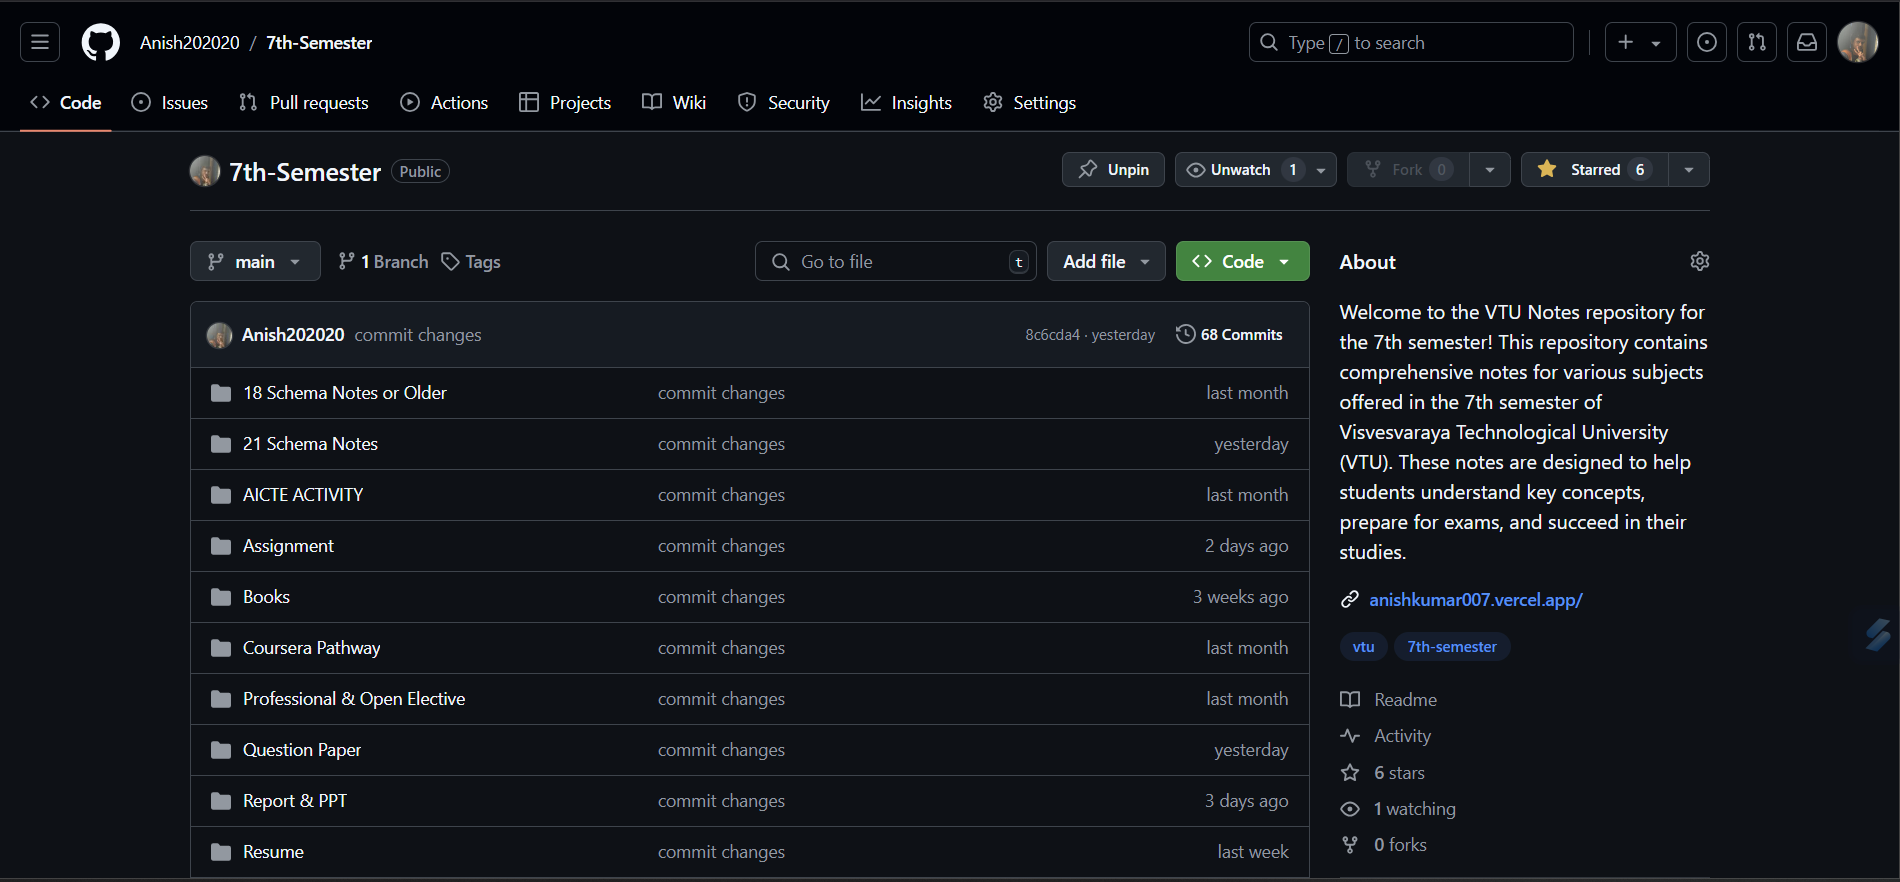 Anish202020 / 7th-Semester
Type / to search
Code Issues Pull requests Actions Projects Wiki Security Insights Settings
7th-Semester Public
Unpin Unwatch 1 Fork 0 Starred 6
main 1 Branch Tags
Go to file t Add file Code
Anish202020 commit changes 8c6cda4 · yesterday 68 Commits
18 Schema Notes or Older commit changes last month
21 Schema Notes commit changes yesterday
AICTE ACTIVITY commit changes last month
Assignment commit changes 2 days ago
Books commit changes 3 weeks ago
Coursera Pathway commit changes last month
Professional & Open Elective commit changes last month
Question Paper commit changes yesterday
Report & PPT commit changes 3 days ago
Resume commit changes last week
About
Welcome to the VTU Notes repository for
the 7th semester! This repository contains
comprehensive notes for various subjects
offered in the 7th semester of
Visvesvaraya Technological University
(VTU). These notes are designed to help
students understand key concepts,
prepare for exams, and succeed in their
studies.
anishkumar007.vercel.app/
vtu 7th-semester
Readme
Activity
6 stars
1 watching
0 forks